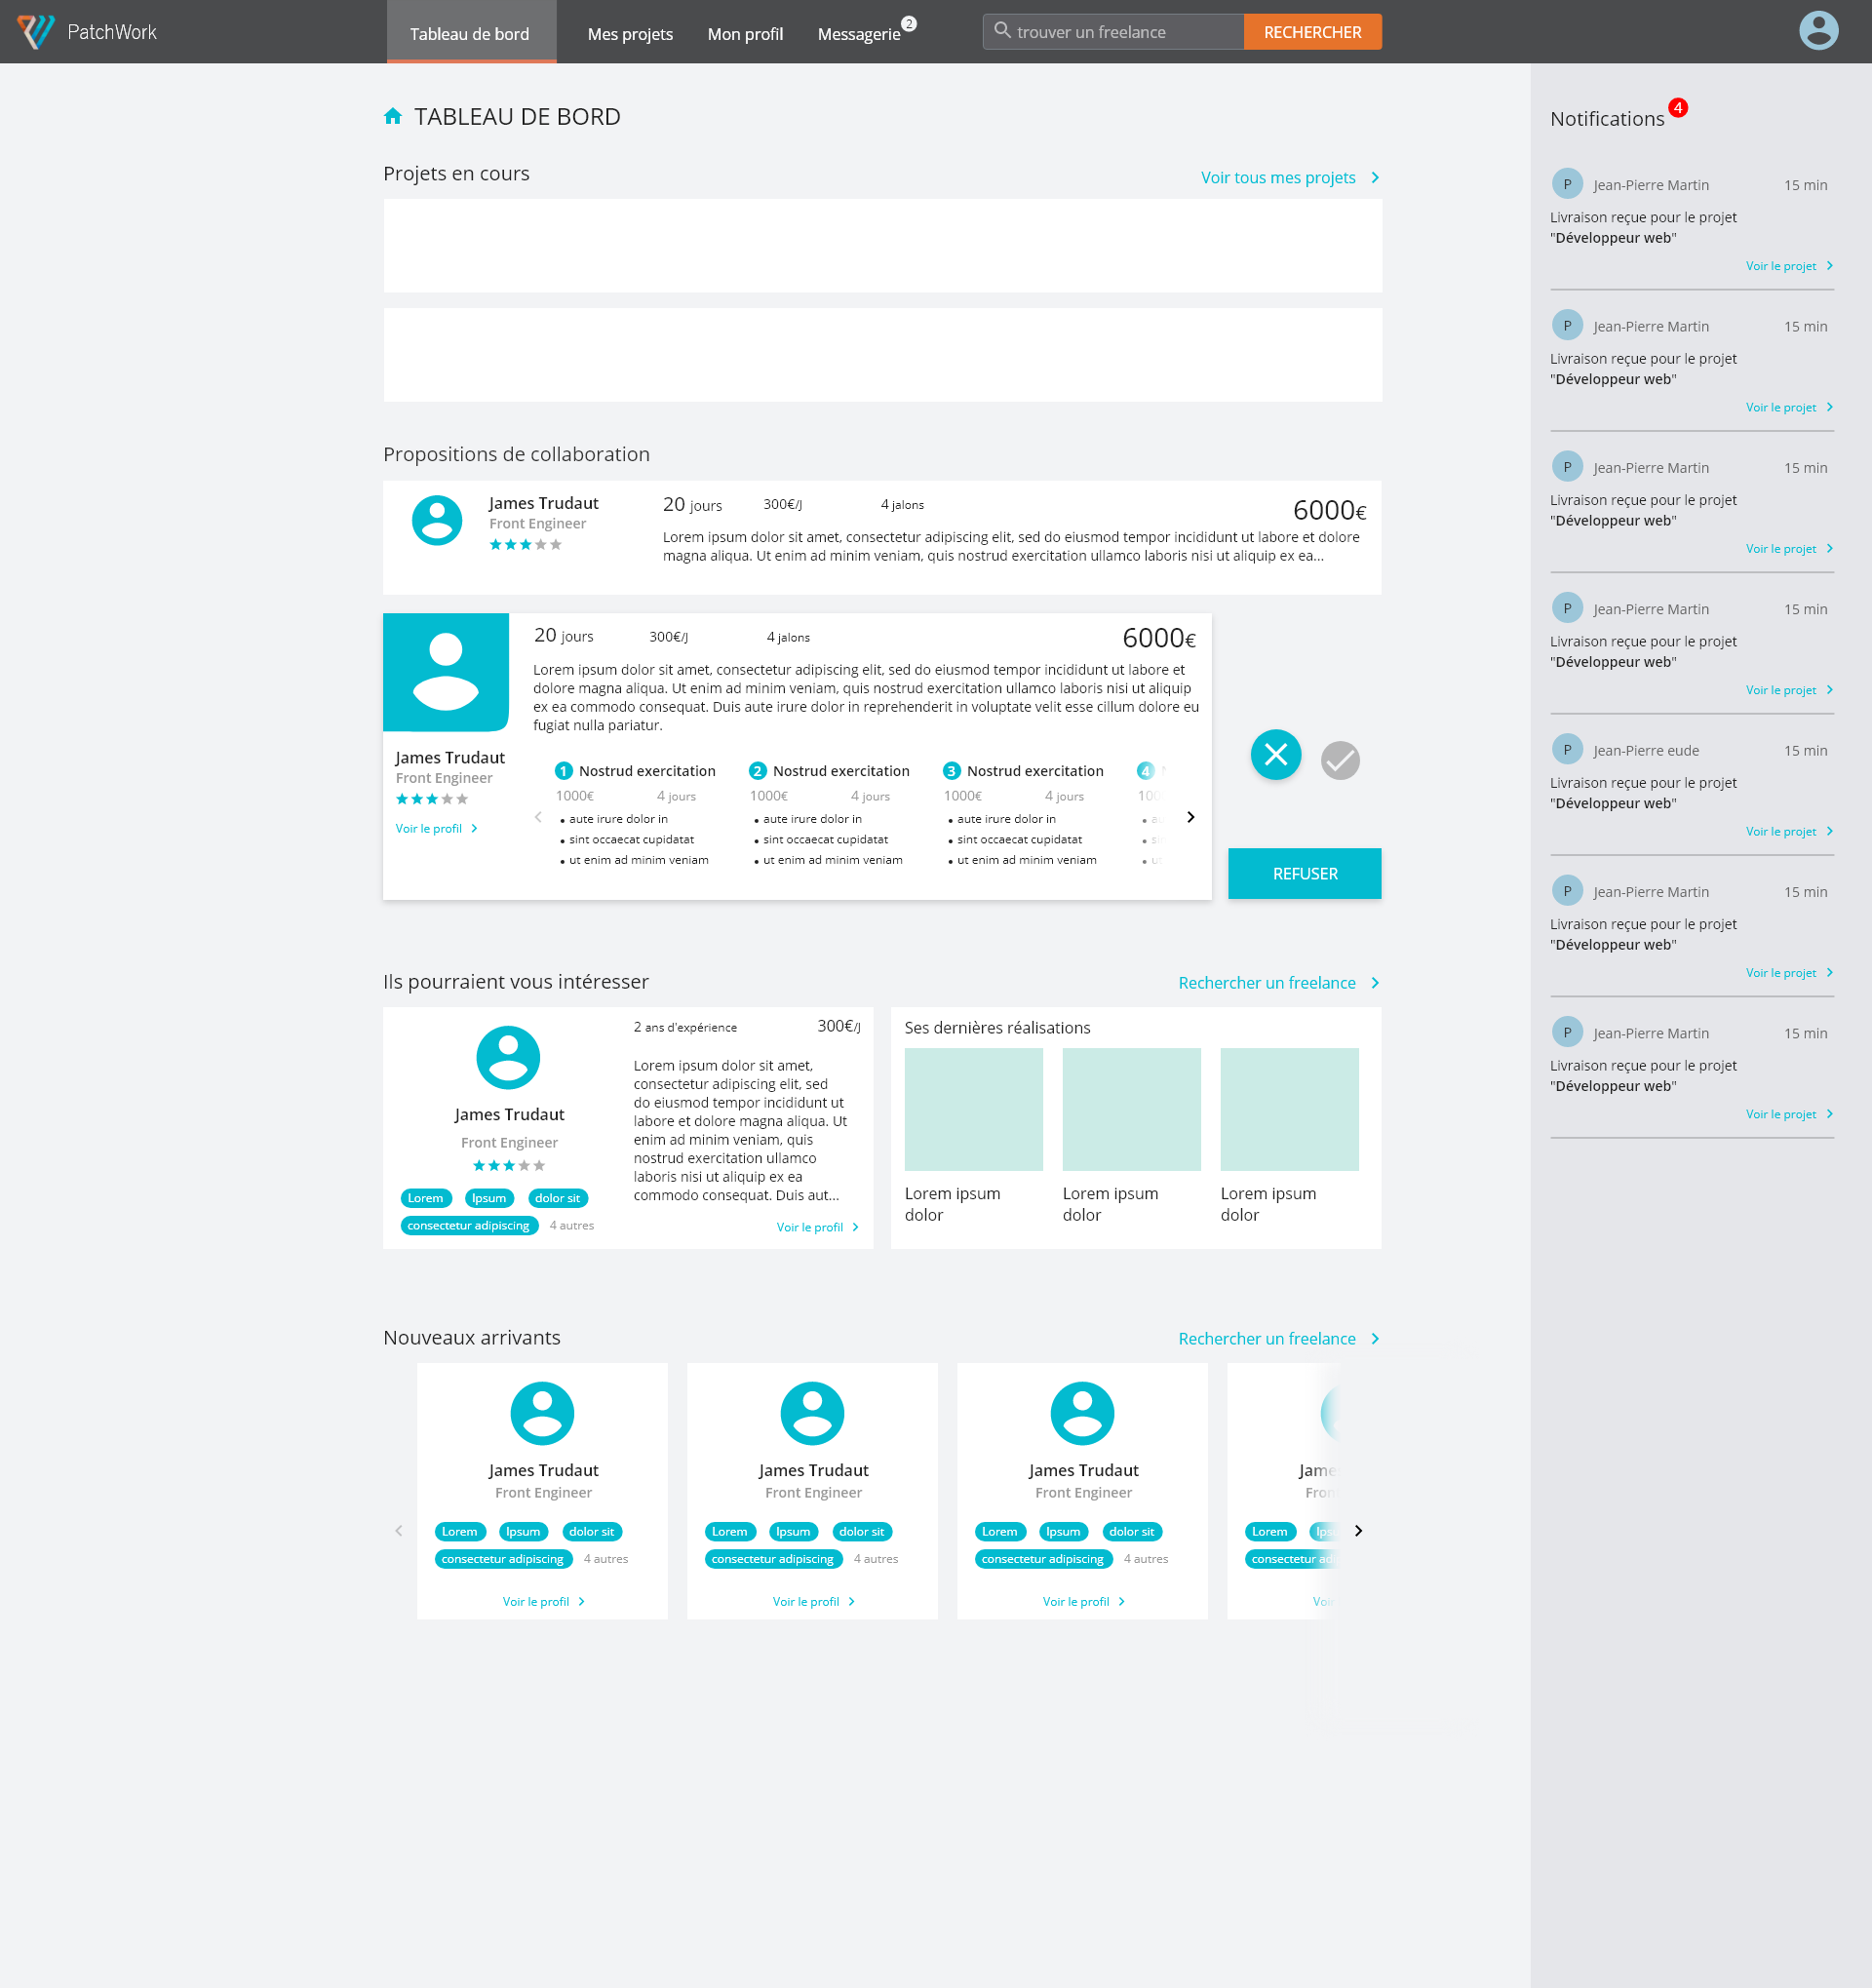 PatchWork
Tableau de bord
Mes projets
Mon profil
Messagerie
2
trouver un freelance
RECHERCHER
TABLEAU DE BORD
Projets en cours
Voir tous mes projets
Propositions de collaboration
James Trudaut
Front Engineer
20 jours
300€/J
4 jalons
6000€
Lorem ipsum dolor sit amet, consectetur adipiscing elit, sed do eiusmod tempor incididunt ut labore et dolore
magna aliqua. Ut enim ad minim veniam, quis nostrud exercitation ullamco laboris nisi ut aliquip ex ea...
James Trudaut
Front Engineer
Voir le profil
20 jours
300€/J
4 jalons
6000€
Lorem ipsum dolor sit amet, consectetur adipiscing elit, sed do eiusmod tempor incididunt ut labore et
dolore magna aliqua. Ut enim ad minim veniam, quis nostrud exercitation ullamco laboris nisi ut aliquip
ex ea commodo consequat. Duis aute irure dolor in reprehenderit in voluptate velit esse cillum dolore eu
fugiat nulla pariatur.
1 Nostrud exercitation
1000€ 4 jours
• aute irure dolor in
• sint occaecat cupidatat
• ut enim ad minim veniam
2 Nostrud exercitation
1000€ 4 jours
• aute irure dolor in
• sint occaecat cupidatat
• ut enim ad minim veniam
3 Nostrud exercitation
1000€ 4 jours
• aute irure dolor in
• sint occaecat cupidatat
• ut enim ad minim veniam
4
REFUSER
Ils pourraient vous intéresser
Rechercher un freelance
James Trudaut
Front Engineer
Lorem Ipsum dolor sit
consectetur adipiscing 4 autres
2 ans d'expérience
300€/J
Lorem ipsum dolor sit amet,
consectetur adipiscing elit, sed
do eiusmod tempor incididunt ut
labore et dolore magna aliqua. Ut
enim ad minim veniam, quis
nostrud exercitation ullamco
laboris nisi ut aliquip ex ea
commodo consequat. Duis aut...
Voir le profil
Ses dernières réalisations
Lorem ipsum
dolor
Lorem ipsum
dolor
Lorem ipsum
dolor
Nouveaux arrivants
Rechercher un freelance
James Trudaut
Front Engineer
Lorem Ipsum dolor sit
consectetur adipiscing 4 autres
Voir le profil
James Trudaut
Front Engineer
Lorem Ipsum dolor sit
consectetur adipiscing 4 autres
Voir le profil
James Trudaut
Front Engineer
Lorem Ipsum dolor sit
consectetur adipiscing 4 autres
Voir le profil
Lorem
consectetur
Notifications
4
P Jean-Pierre Martin 15 min
Livraison reçue pour le projet
"Développeur web"
Voir le projet
P Jean-Pierre Martin 15 min
Livraison reçue pour le projet
"Développeur web"
Voir le projet
P Jean-Pierre Martin 15 min
Livraison reçue pour le projet
"Développeur web"
Voir le projet
P Jean-Pierre Martin 15 min
Livraison reçue pour le projet
"Développeur web"
Voir le projet
P Jean-Pierre eude 15 min
Livraison reçue pour le projet
"Développeur web"
Voir le projet
P Jean-Pierre Martin 15 min
Livraison reçue pour le projet
"Développeur web"
Voir le projet
P Jean-Pierre Martin 15 min
Livraison reçue pour le projet
"Développeur web"
Voir le projet